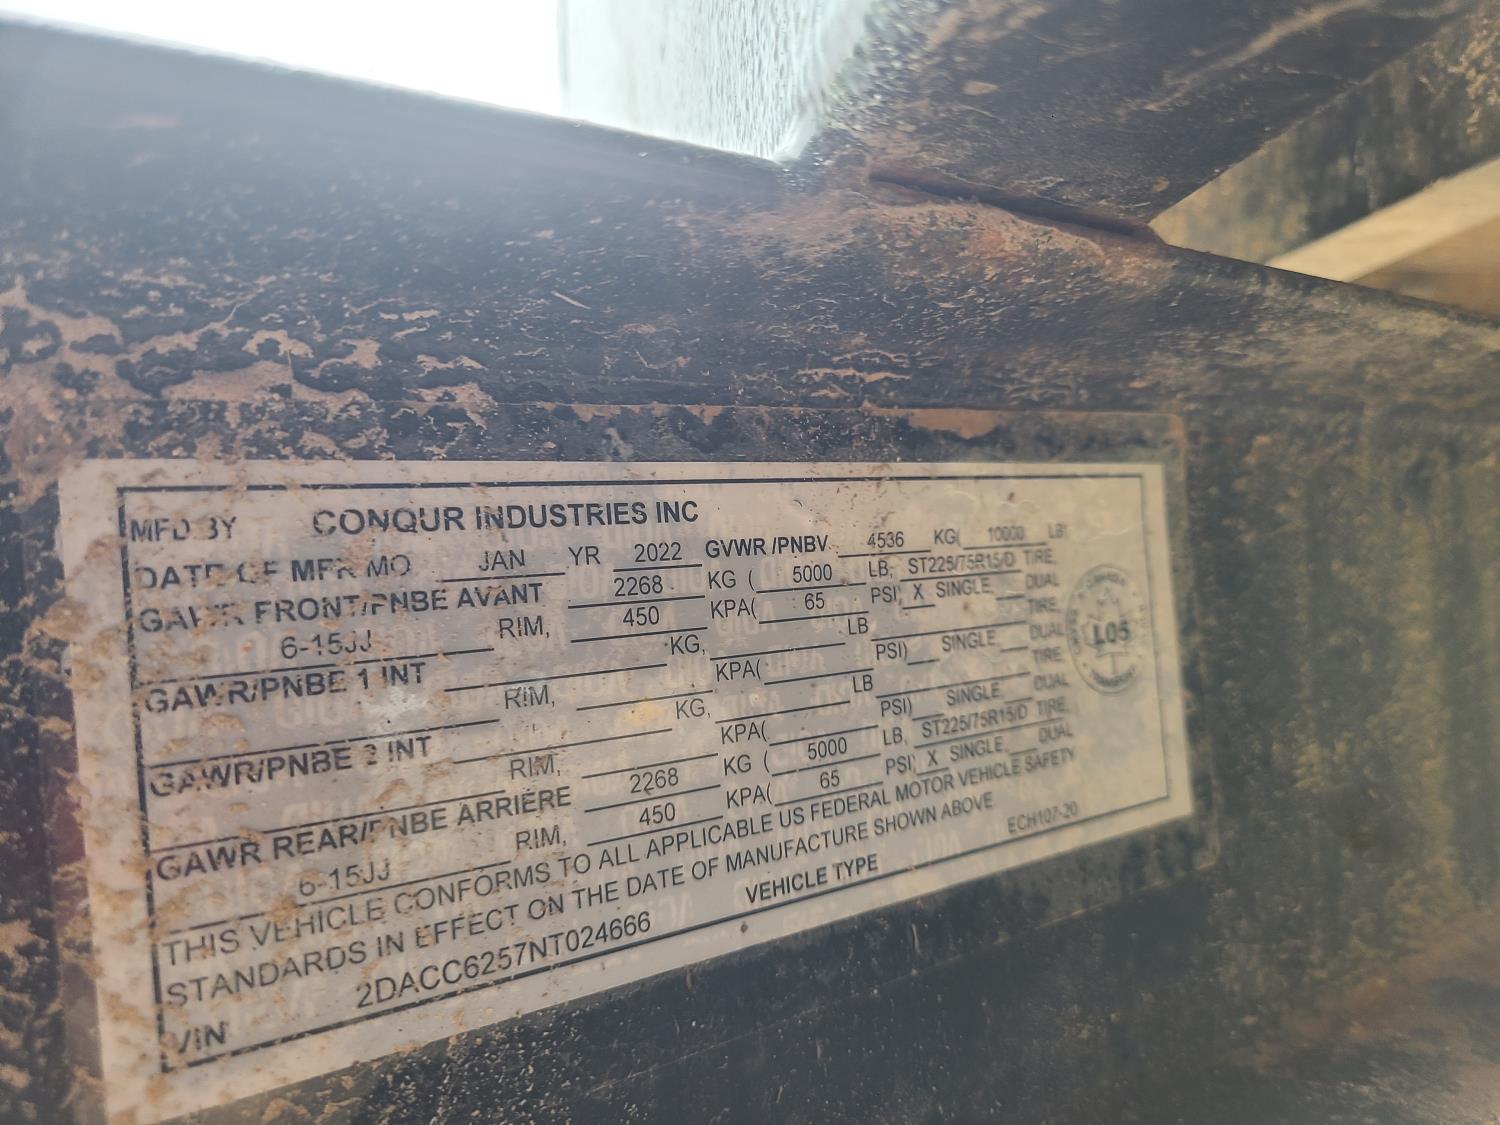 MFD BY CONQUR INDUSTRIES INC
DATE OF MFR MO JAN YR 2022 GVWR /PNBV 4536 KG( 10000 LB)
GAWR FRONT/PNBE AVANT 2268 KG ( 5000 LB, ST225/75R15/D TIRE,
6-15JJ RIM, 450 KPA( 65 PSI) X SINGLE DUAL
GAWR/PNBE 1 INT KG, LB TIRE,
RIM, KPA( PSI) SINGLE DUAL
GAWR/PNBE 2 INT KG, LB TIRE,
RIM, KPA( PSI) SINGLE DUAL
GAWR REAR/PNBE ARRIÈRE 2268 KG ( 5000 LB, ST225/75R15/D TIRE,
6-15JJ RIM, 450 KPA( 65 PSI) X SINGLE DUAL
THIS VEHICLE CONFORMS TO ALL APPLICABLE US FEDERAL MOTOR VEHICLE SAFETY
STANDARDS IN EFFECT ON THE DATE OF MANUFACTURE SHOWN ABOVE
VIN 2DACC6257NT024666 VEHICLE TYPE ECH107-20
L05